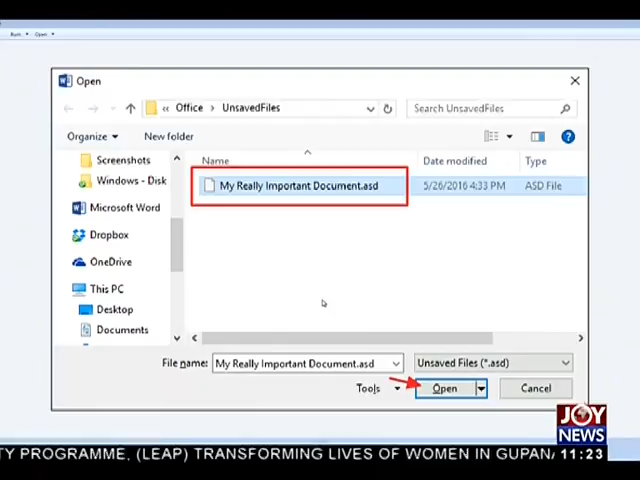 Open
Office > UnsavedFiles
Search UnsavedFiles
Organize
New folder
Name
Date modified
Type
Screenshots
Windows - Disk
My Really Important Document.asd
5/26/2016 4:33 PM
ASD File
Microsoft Word
Dropbox
OneDrive
This PC
Desktop
Documents
File name:
My Really Important Document.asd
Unsaved Files (*.asd)
Tools
Open
Cancel
JOY
NEWS
TY PROGRAMME, (LEAP) TRANSFORMING LIVES OF WOMEN IN GUPAN
11:23